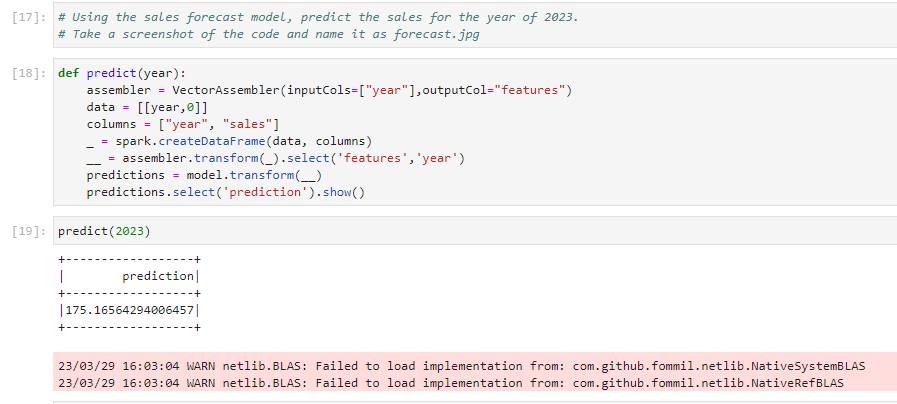 [17]: # Using the sales forecast model, predict the sales for the year of 2023.
# Take a screenshot of the code and name it as forecast.jpg
[18]: def predict(year):
    assembler = VectorAssembler(inputCols=["year"],outputCol="features")
    data = [[year,0]]
    columns = ["year", "sales"]
    _ = spark.createDataFrame(data, columns)
    __ = assembler.transform(_).select('features','year')
    predictions = model.transform(__)
    predictions.select('prediction').show()
[19]: predict(2023)
+------------------+
|        prediction|
+------------------+
|175.16564294006457|
+------------------+
23/03/29 16:03:04 WARN netlib.BLAS: Failed to load implementation from: com.github.fommil.netlib.NativeSystemBLAS
23/03/29 16:03:04 WARN netlib.BLAS: Failed to load implementation from: com.github.fommil.netlib.NativeRefBLAS